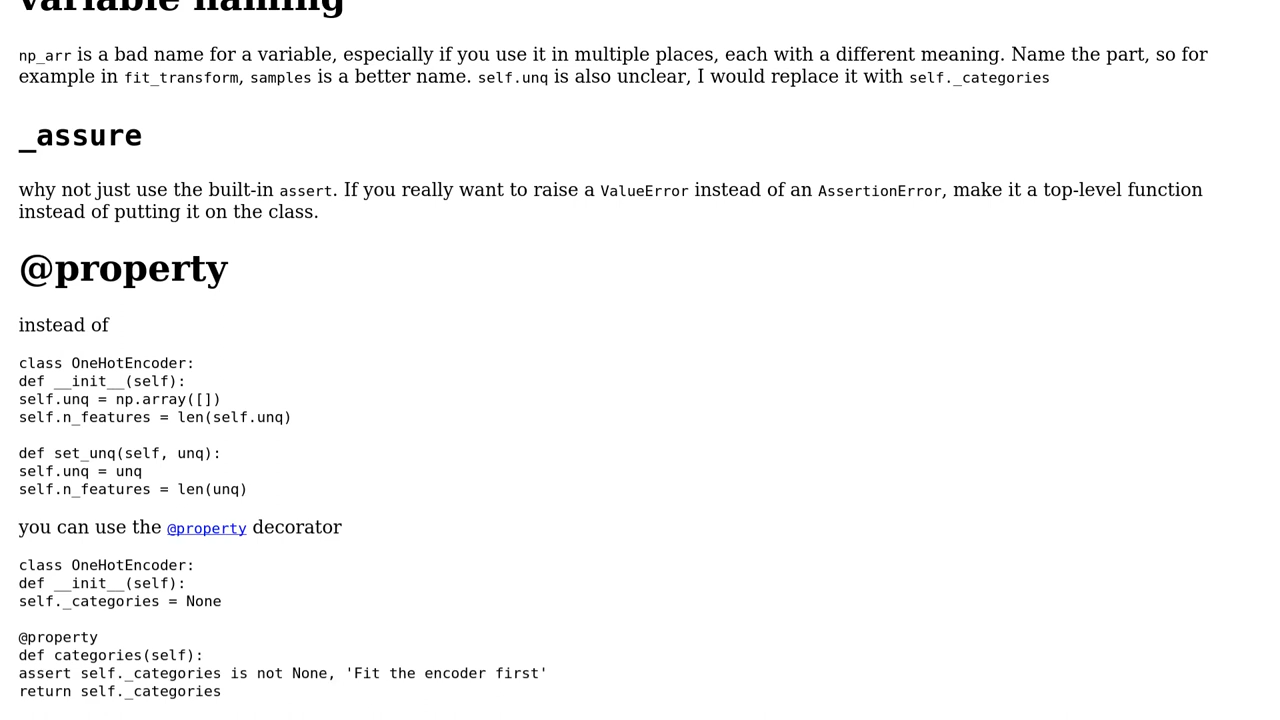 variable naming
np_arr is a bad name for a variable, especially if you use it in multiple places, each with a different meaning. Name the part, so for
example in fit_transform, samples is a better name. self.unq is also unclear, I would replace it with self._categories
_assure
why not just use the built-in assert. If you really want to raise a ValueError instead of an AssertionError, make it a top-level function
instead of putting it on the class.
@property
instead of
class OneHotEncoder:
def __init__(self):
self.unq = np.array([])
self.n_features = len(self.unq)
def set_unq(self, unq):
self.unq = unq
self.n_features = len(unq)
you can use the @property decorator
class OneHotEncoder:
def __init__(self):
self._categories = None
@property
def categories(self):
assert self._categories is not None, 'Fit the encoder first'
return self._categories